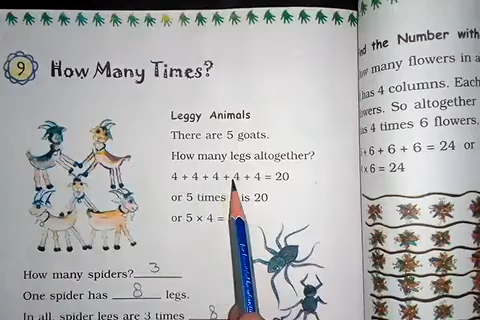 9 How Many Times?
Leggy Animals
There are 5 goats.
How many legs altogether?
4 + 4 + 4 + 4 + 4 = 20
or 5 times is 20
or 5 × 4 =
How many spiders? 3
One spider has 8 legs.
In all, spider legs are 3 times 8
the Number with
many flowers in a
has 4 columns. Each
So altogether
4 times 6 flowers.
+ 6 + 6 + 6 = 24 or
× 6 = 24